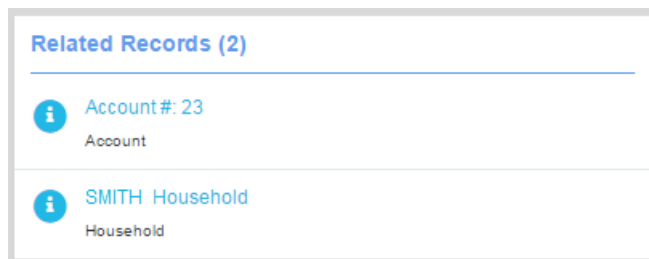 Related Records (2)
Account #: 23
Account
SMITH Household
Household